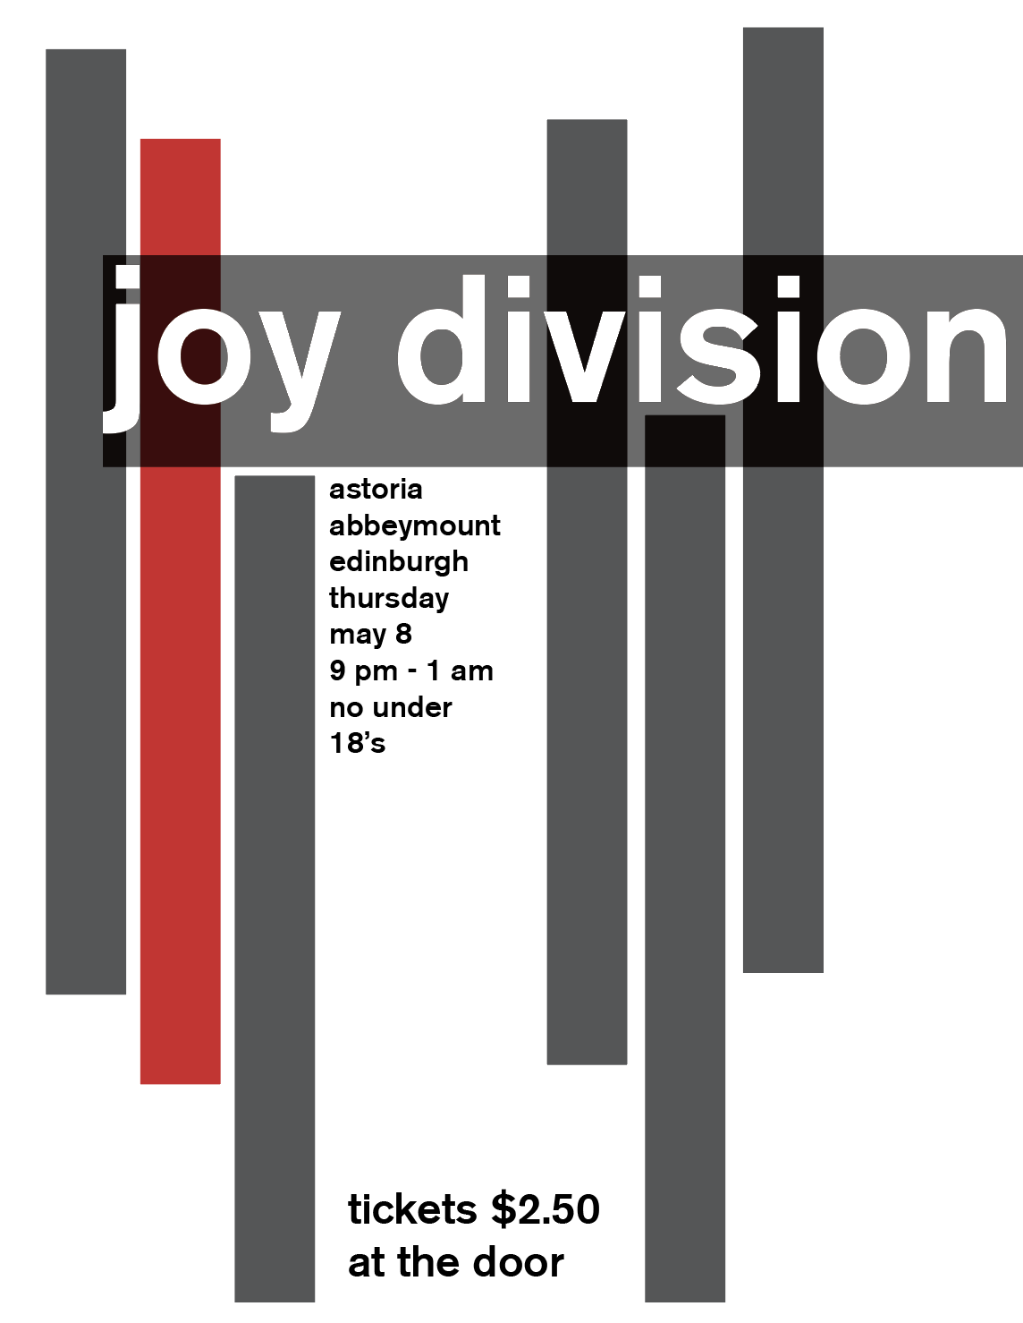 joy division
astoria
abbeymount
edinburgh
thursday
may 8
9 pm - 1 am
no under
18’s
tickets $2.50
at the door